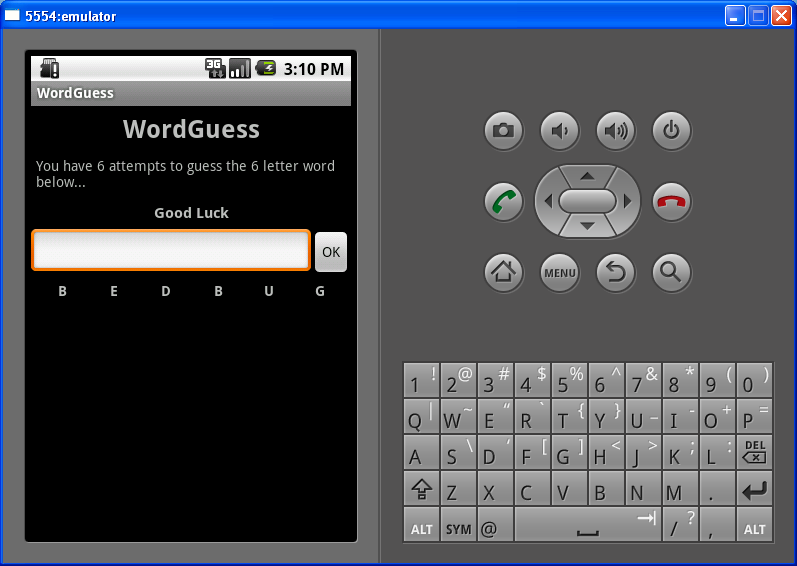 5554:emulator
3G 3:10 PM
WordGuess
WordGuess
You have 6 attempts to guess the 6 letter word
below...
Good Luck
OK
B E D B U G
MENU
1 ! 2 @ 3 # 4 $ 5 % 6 ^ 7 & 8 * 9 ( 0 )
Q | W ~ E “ R ` T { Y } U _ I - O + P =
A S \ D ‘ F [ G ] H < J > K ; L : DEL
Z X C V B N M .
ALT SYM @ / ? , ALT